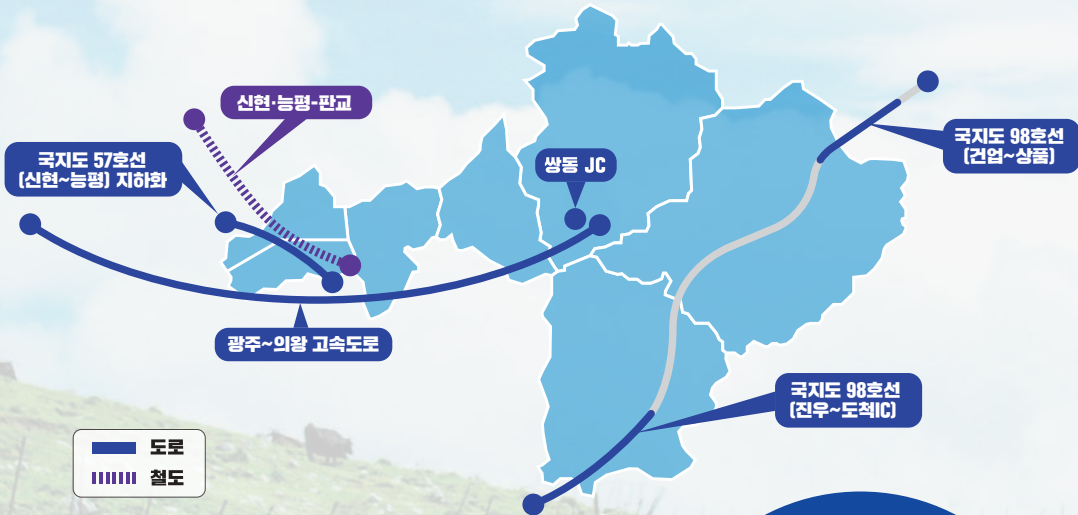 신현·능평-판교
국지도 57호선
(신현~능평) 지하화
쌍동 JC
국지도 98호선
(건업~상품)
광주~의왕 고속도로
국지도 98호선
(진우~도척IC)
도로
철도